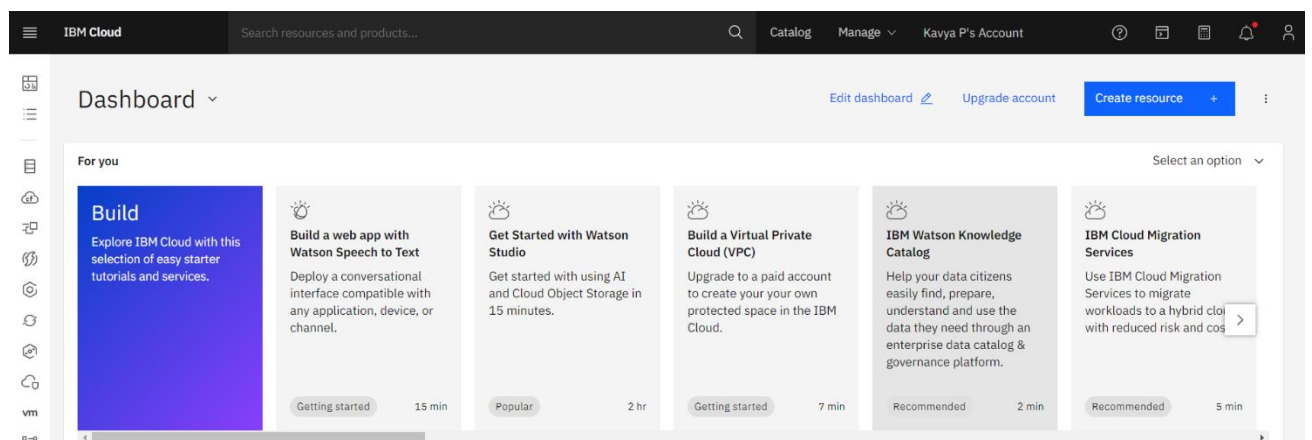 IBM Cloud Search resources and products... Catalog Manage Kavya P's Account
Dashboard Edit dashboard Upgrade account Create resource +
For you Select an option
Build
Explore IBM Cloud with this
selection of easy starter
tutorials and services.
Build a web app with
Watson Speech to Text
Deploy a conversational
interface compatible with
any application, device, or
channel.
Getting started 15 min
Get Started with Watson
Studio
Get started with using AI
and Cloud Object Storage in
15 minutes.
Popular 2 hr
Build a Virtual Private
Cloud (VPC)
Upgrade to a paid account
to create your your own
protected space in the IBM
Cloud.
Getting started 7 min
IBM Watson Knowledge
Catalog
Help your data citizens
easily find, prepare,
understand and use the
data they need through an
enterprise data catalog &
governance platform.
Recommended 2 min
IBM Cloud Migration
Services
Use IBM Cloud Migration
Services to migrate
workloads to a hybrid clo
with reduced risk and cos
Recommended 5 min
vm